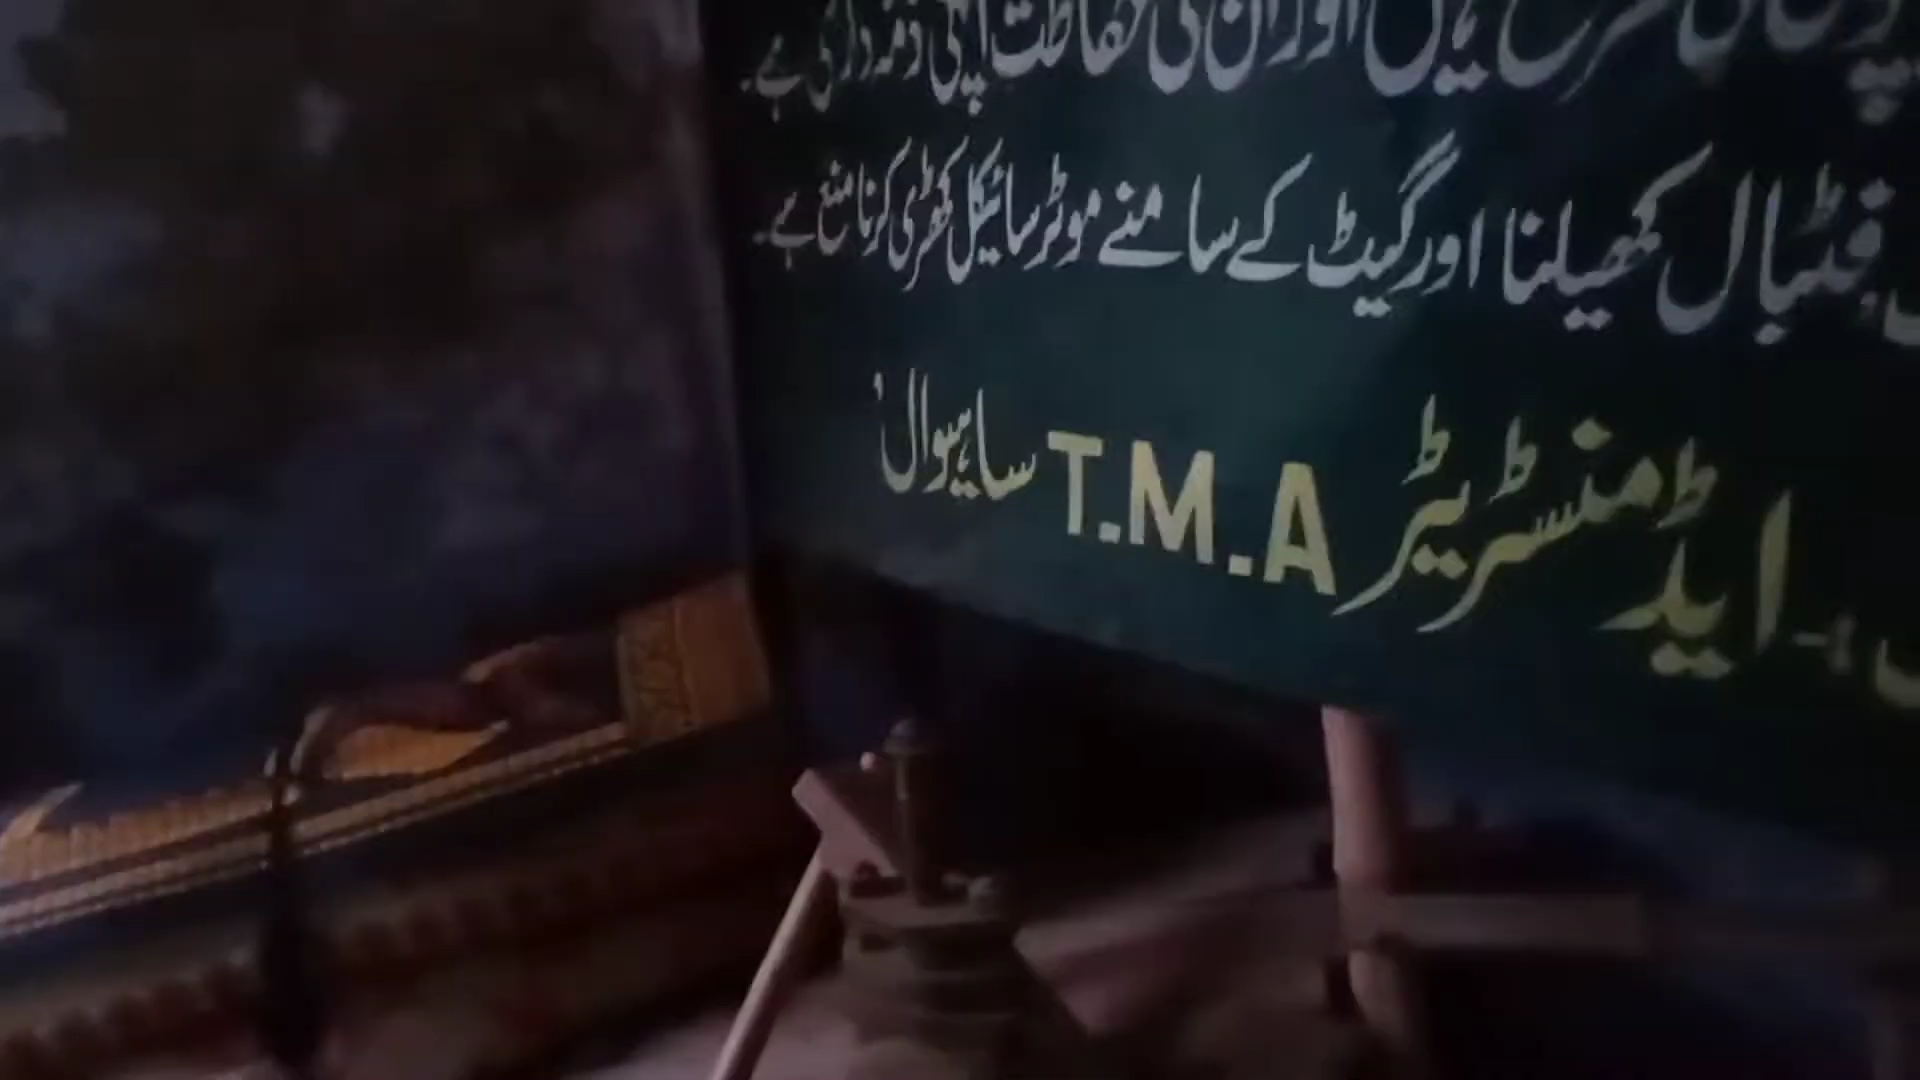 طرح ہیں اور ان کی حفاظت اپنی ذمہ داری ہے۔
فٹبال کھیلنا اور گیٹ کے سامنے موٹر سائیکل کھڑی کرنا منع ہے۔
ایڈمنسٹریٹر T.M.A ساہیوال